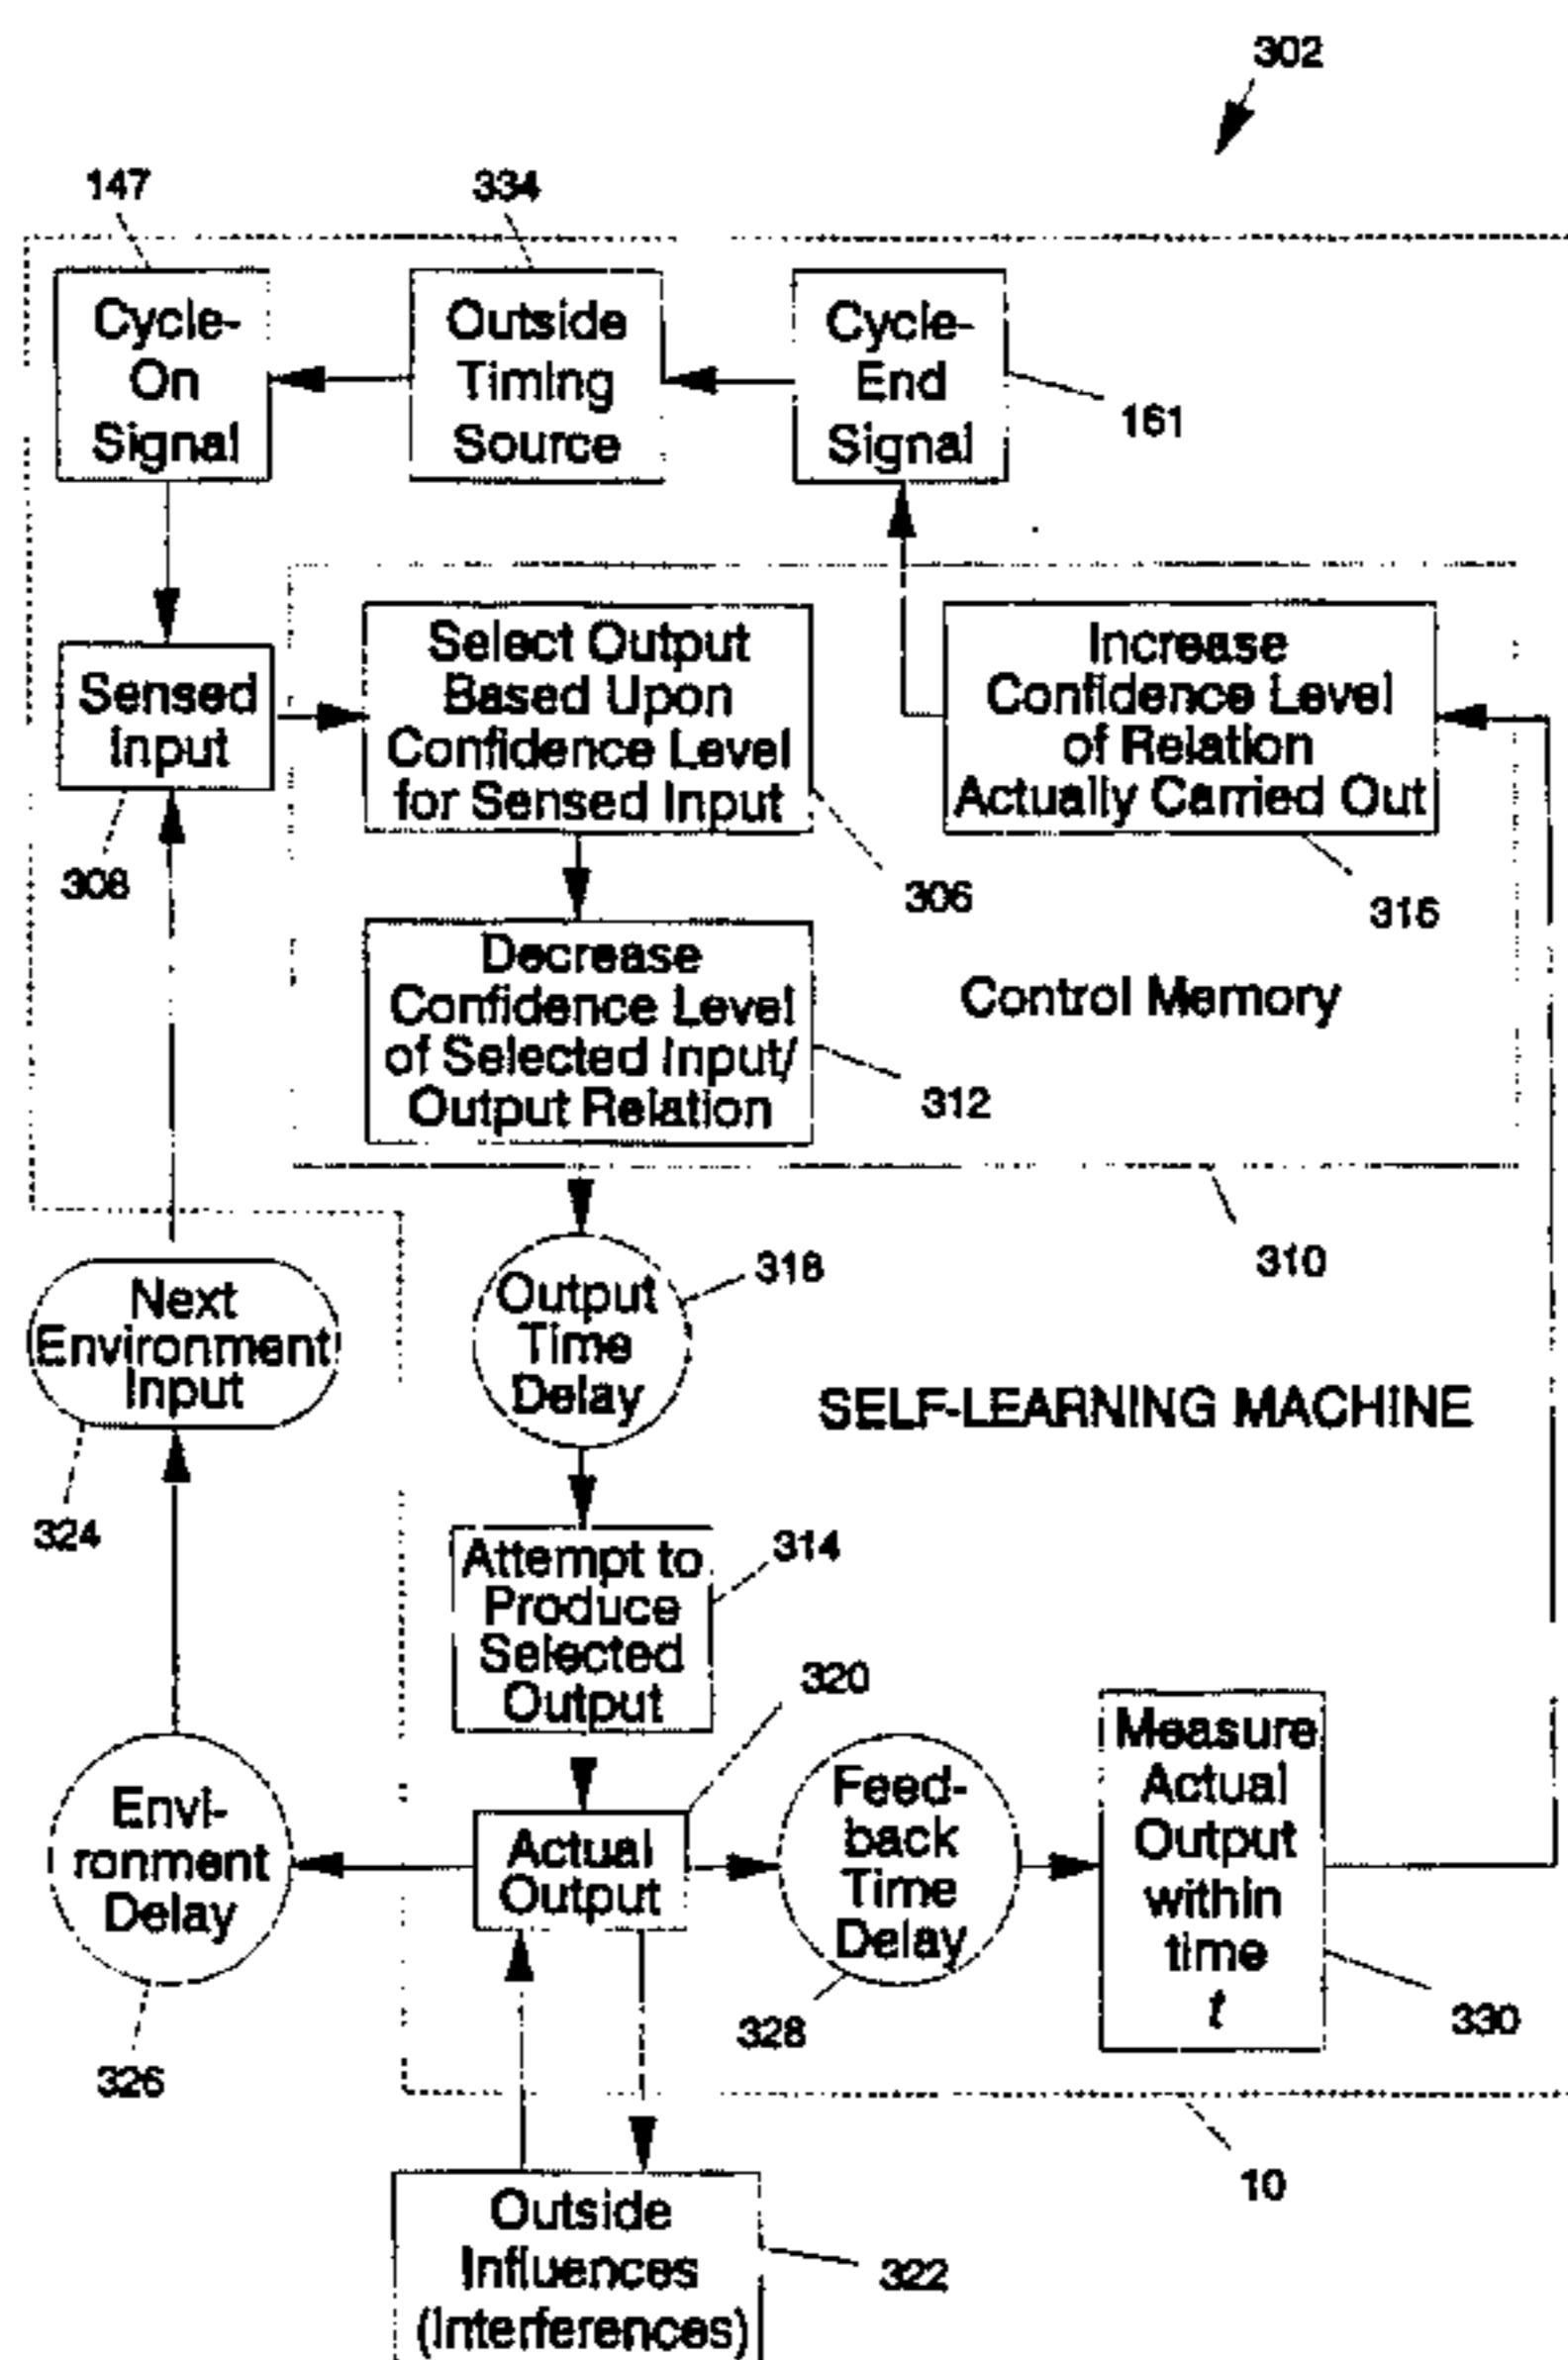 302
147
334
Cycle-
On
Signal
Outside
Timing
Source
Cycle-
End
Signal
161
Sensed
Input
308
Select Output
Based Upon
Confidence Level
for Sensed Input
306
Increase
Confidence Level
of Relation
Actually Carried Out
316
Decrease
Confidence Level
of Selected Input/
Output Relation
312
Control Memory
310
Next
Environment
Input
324
Output
Time
Delay
318
SELF-LEARNING MACHINE
Attempt to
Produce
Selected
Output
314
320
Envi-
ronment
Delay
326
Actual
Output
Feed-
back
Time
Delay
328
Measure
Actual
Output
within
time
t
330
10
Outside
Influences
(Interferences)
322